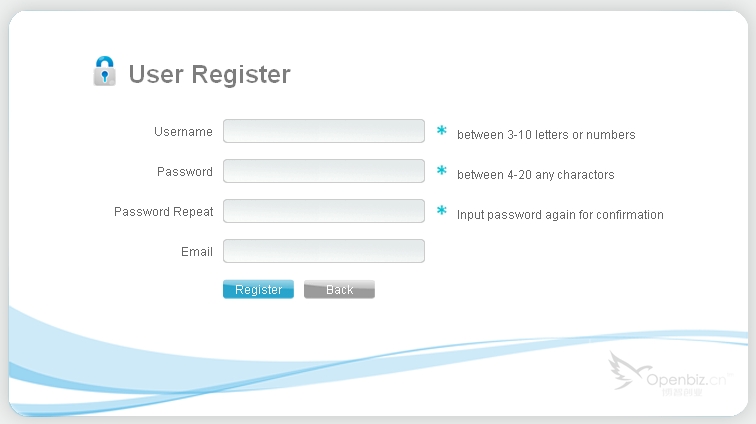 User Register
Username * between 3-10 letters or numbers
Password * between 4-20 any charactors
Password Repeat * Input password again for confirmation
Email
Register Back
Openbiz.cn™